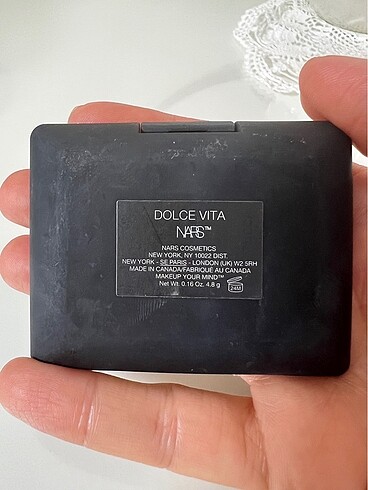 DOLCE VITA
NARS™
NARS COSMETICS
NEW YORK, NY 10022 DIST.
NEW YORK - SE PARIS - LONDON (UK) W2 5RH
MADE IN CANADA/FABRIQUÉ AU CANADA
MAKEUP YOUR MIND™
Net Wt. 0.16 Oz. 4.8 g
24M